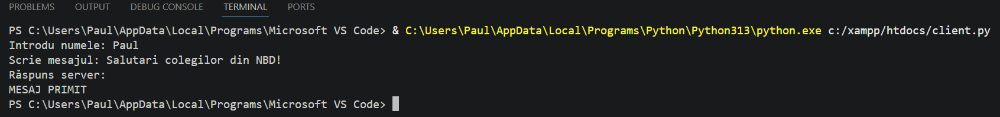 PROBLEMS OUTPUT DEBUG CONSOLE TERMINAL PORTS
PS C:\Users\Paul\AppData\Local\Programs\Microsoft VS Code> & C:\Users\Paul\AppData\Local\Programs\Python\Python313\python.exe c:/xampp/htdocs/client.py
Introdu numele: Paul
Scrie mesajul: Salutari colegilor din NBD!
Răspuns server:
MESAJ PRIMIT
PS C:\Users\Paul\AppData\Local\Programs\Microsoft VS Code>